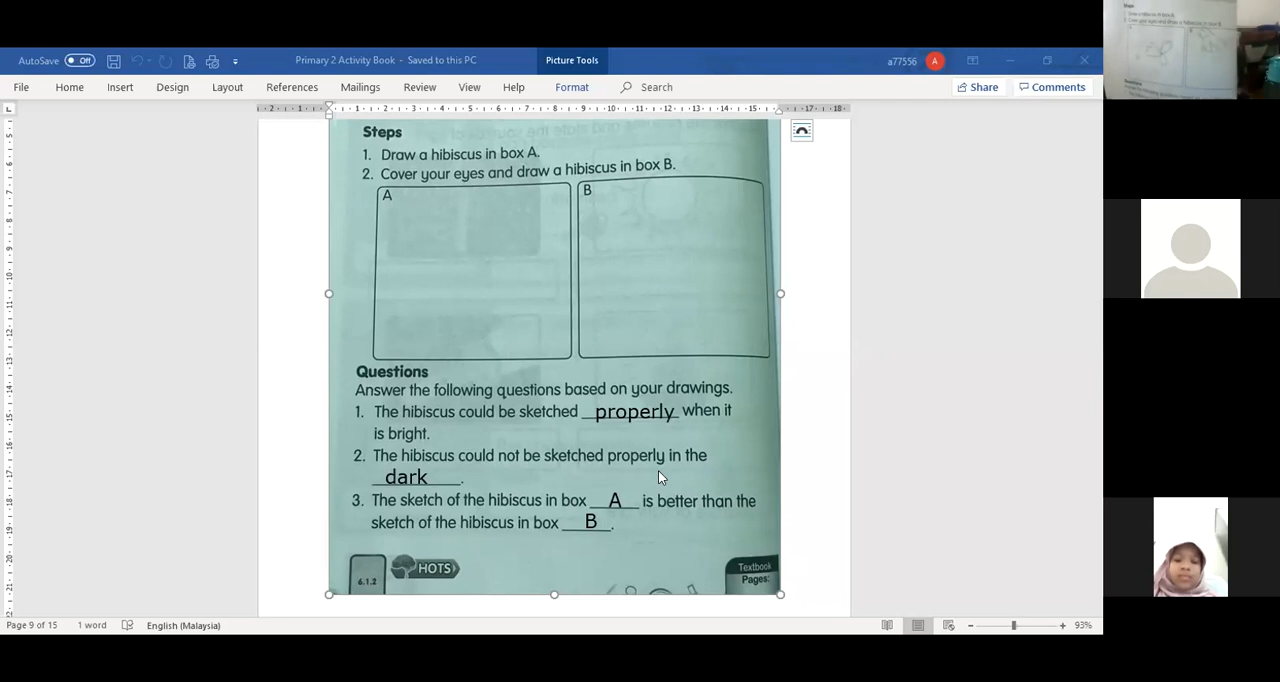 AutoSave Off
Primary 2 Activity Book - Saved to this PC
Picture Tools
a77556
A
File Home Insert Design Layout References Mailings Review View Help Format Search
Share Comments
Steps
1. Draw a hibiscus in box A.
2. Cover your eyes and draw a hibiscus in box B.
A
B
Questions
Answer the following questions based on your drawings.
1. The hibiscus could be sketched properly when it
is bright.
2. The hibiscus could not be sketched properly in the
dark.
3. The sketch of the hibiscus in box A is better than the
sketch of the hibiscus in box B.
6.1.2
HOTS
Textbook
Pages:
Page 9 of 15 1 word English (Malaysia)
93%